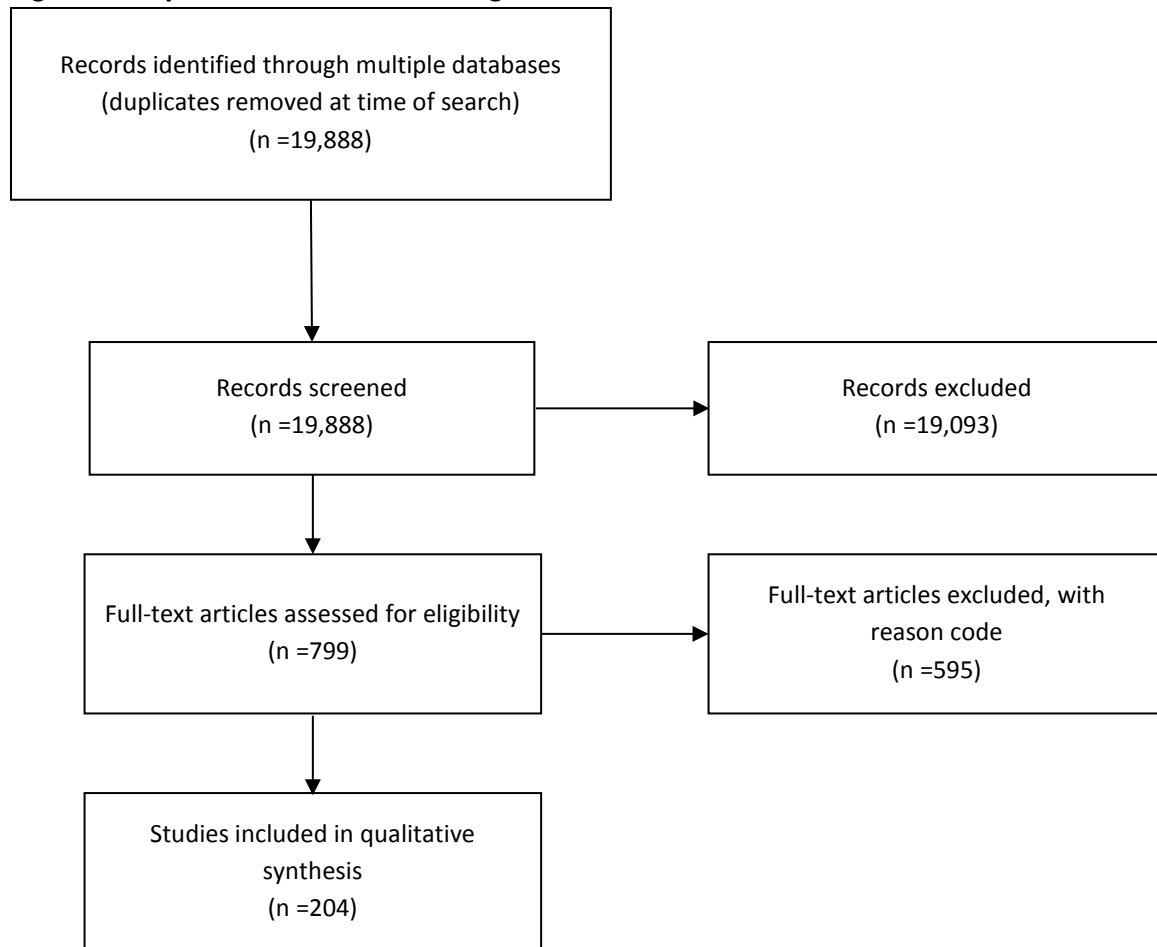 Records identified through multiple databases
(duplicates removed at time of search)
(n =19,888)
Records screened
(n =19,888)
Records excluded
(n =19,093)
Full-text articles assessed for eligibility
(n =799)
Full-text articles excluded, with
reason code
(n =595)
Studies included in qualitative
synthesis
(n =204)